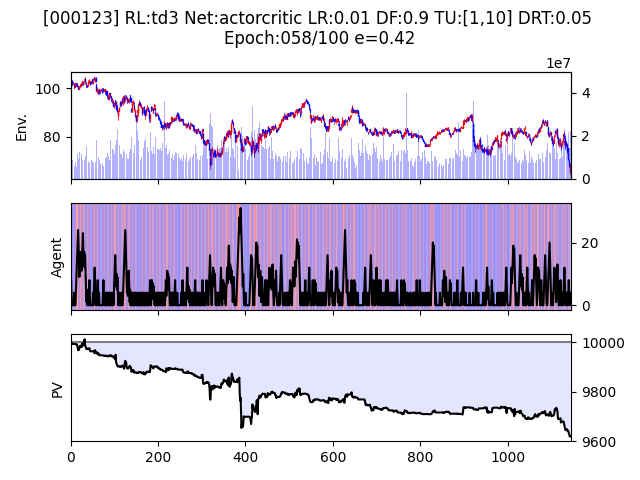 [000123] RL:td3 Net:actorcritic LR:0.01 DF:0.9 TU:[1,10] DRT:0.05
Epoch:058/100 e=0.42
1e7
100
80
Env.
4
2
0
Agent
20
0
PV
10000
9800
9600
0 200 400 600 800 1000